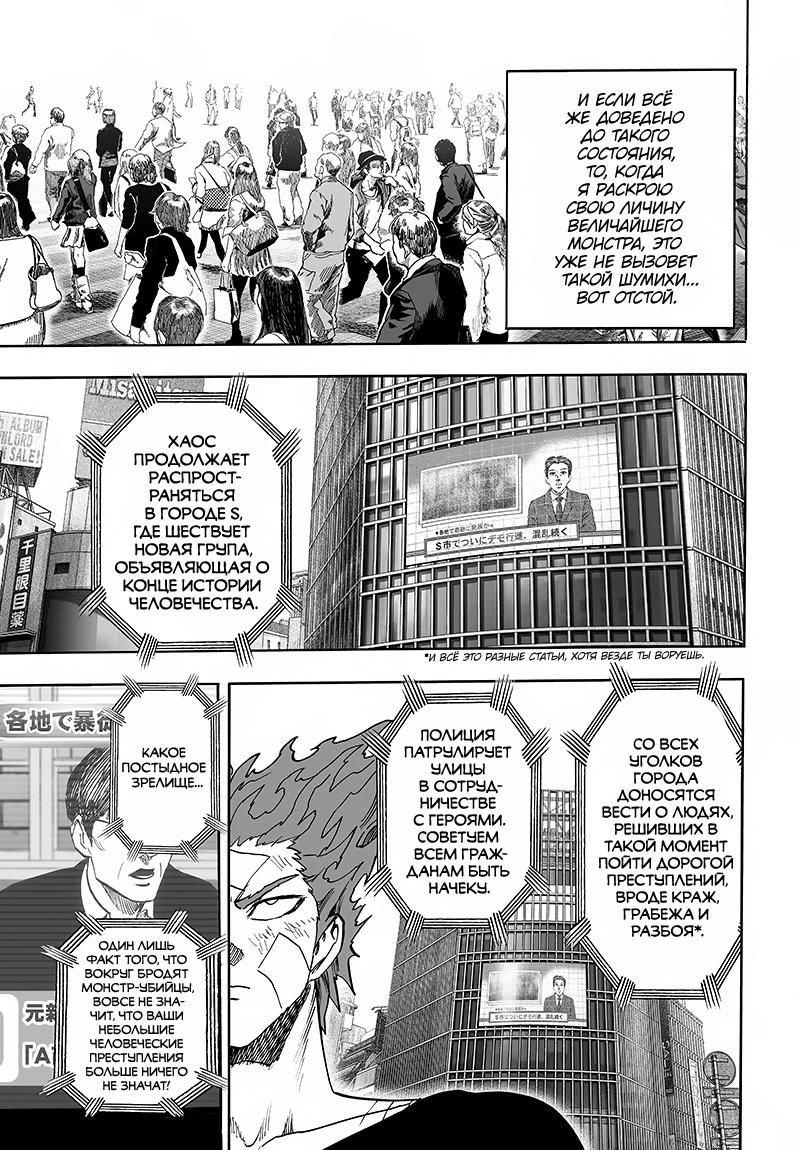 И ЕСЛИ ВСЁ
ЖЕ ДОВЕДЕНО
ДО ТАКОГО
СОСТОЯНИЯ,
ТО, КОГДА
Я РАСКРОЮ
СВОЮ ЛИЧИНУ
ВЕЛИЧАЙШЕГО
МОНСТРА, ЭТО
УЖЕ НЕ ВЫЗОВЕТ
ТАКОЙ ШУМИХИ...
ВОТ ОТСТОЙ.
ALBUM
SALE!
千里眼目薬
ХАОС
ПРОДОЛЖАЕТ
РАСПРОСТ-
РАНЯТЬСЯ
В ГОРОДЕ S,
ГДЕ ШЕСТВУЕТ
НОВАЯ ГРУПА,
ОБЪЯВЛЯЮЩАЯ О
КОНЦЕ ИСТОРИИ
ЧЕЛОВЕЧЕСТВА.
S市でついにデモ行進、混乱続く
*И ВСЁ ЭТО РАЗНЫЕ СТАТЬИ, ХОТЯ ВЕЗДЕ ТЫ ВОРУЕШЬ.
СО ВСЕХ
УГОЛКОВ
ГОРОДА
ДОНОСЯТСЯ
ВЕСТИ О ЛЮДЯХ,
РЕШИВШИХ В
ТАКОЙ МОМЕНТ
ПОЙТИ ДОРОГОЙ
ПРЕСТУПЛЕНИЙ,
ВРОДЕ КРАЖ,
ГРАБЕЖА И
РАЗБОЯ*.
ПОЛИЦИЯ
ПАТРУЛИРУЕТ
УЛИЦЫ
В СОТРУД-
НИЧЕСТВЕ
С ГЕРОЯМИ.
СОВЕТУЕМ
ВСЕМ ГРАЖ-
ДАНАМ БЫТЬ
НАЧЕКУ.
S市でついにデモ行進、混乱続く
各地で暴徒
КАКОЕ
ПОСТЫДНОЕ
ЗРЕЛИЩЕ...
ОДИН ЛИШЬ
ФАКТ ТОГО, ЧТО
ВОКРУГ БРОДЯТ
МОНСТР-УБИЙЦЫ,
ВОВСЕ НЕ ЗНА-
ЧИТ, ЧТО ВАШИ
НЕБОЛЬШИЕ
ЧЕЛОВЕЧЕСКИЕ
ПРЕСТУПЛЕНИЯ
БОЛЬШЕ НИЧЕГО
НЕ ЗНАЧАТ!
元新
「A